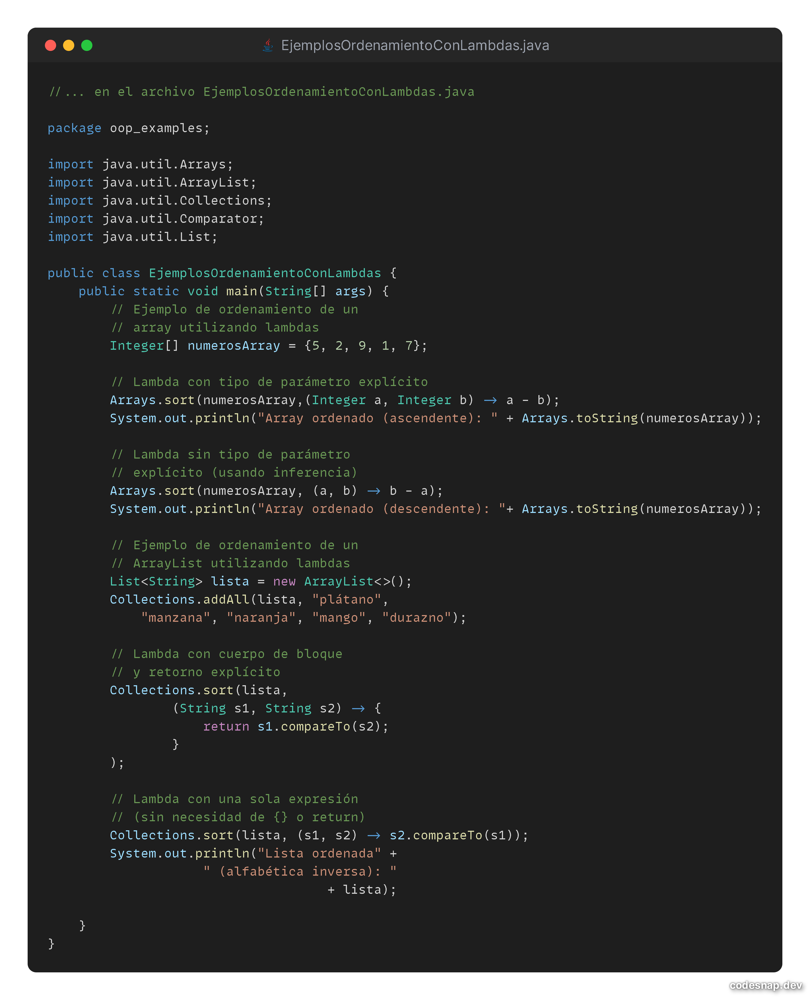 EjemplosOrdenamientoConLambdas.java
//... en el archivo EjemplosOrdenamientoConLambdas.java
package oop_examples;
import java.util.Arrays;
import java.util.ArrayList;
import java.util.Collections;
import java.util.Comparator;
import java.util.List;
public class EjemplosOrdenamientoConLambdas {
    public static void main(String[] args) {
        // Ejemplo de ordenamiento de un
        // array utilizando lambdas
        Integer[] numerosArray = {5, 2, 9, 1, 7};
        // Lambda con tipo de parámetro explícito
        Arrays.sort(numerosArray,(Integer a, Integer b) -> a - b);
        System.out.println("Array ordenado (ascendente): " + Arrays.toString(numerosArray));
        // Lambda sin tipo de parámetro
        // explícito (usando inferencia)
        Arrays.sort(numerosArray, (a, b) -> b - a);
        System.out.println("Array ordenado (descendente): "+ Arrays.toString(numerosArray));
        // Ejemplo de ordenamiento de un
        // ArrayList utilizando lambdas
        List<String> lista = new ArrayList<>();
        Collections.addAll(lista, "plátano",
            "manzana", "naranja", "mango", "durazno");
        // Lambda con cuerpo de bloque
        // y retorno explícito
        Collections.sort(lista,
                (String s1, String s2) -> {
                    return s1.compareTo(s2);
                }
        );
        // Lambda con una sola expresión
        // (sin necesidad de {} o return)
        Collections.sort(lista, (s1, s2) -> s2.compareTo(s1));
        System.out.println("Lista ordenada" +
                    " (alfabética inversa): "
                                    + lista);
    }
}
codesnap.dev